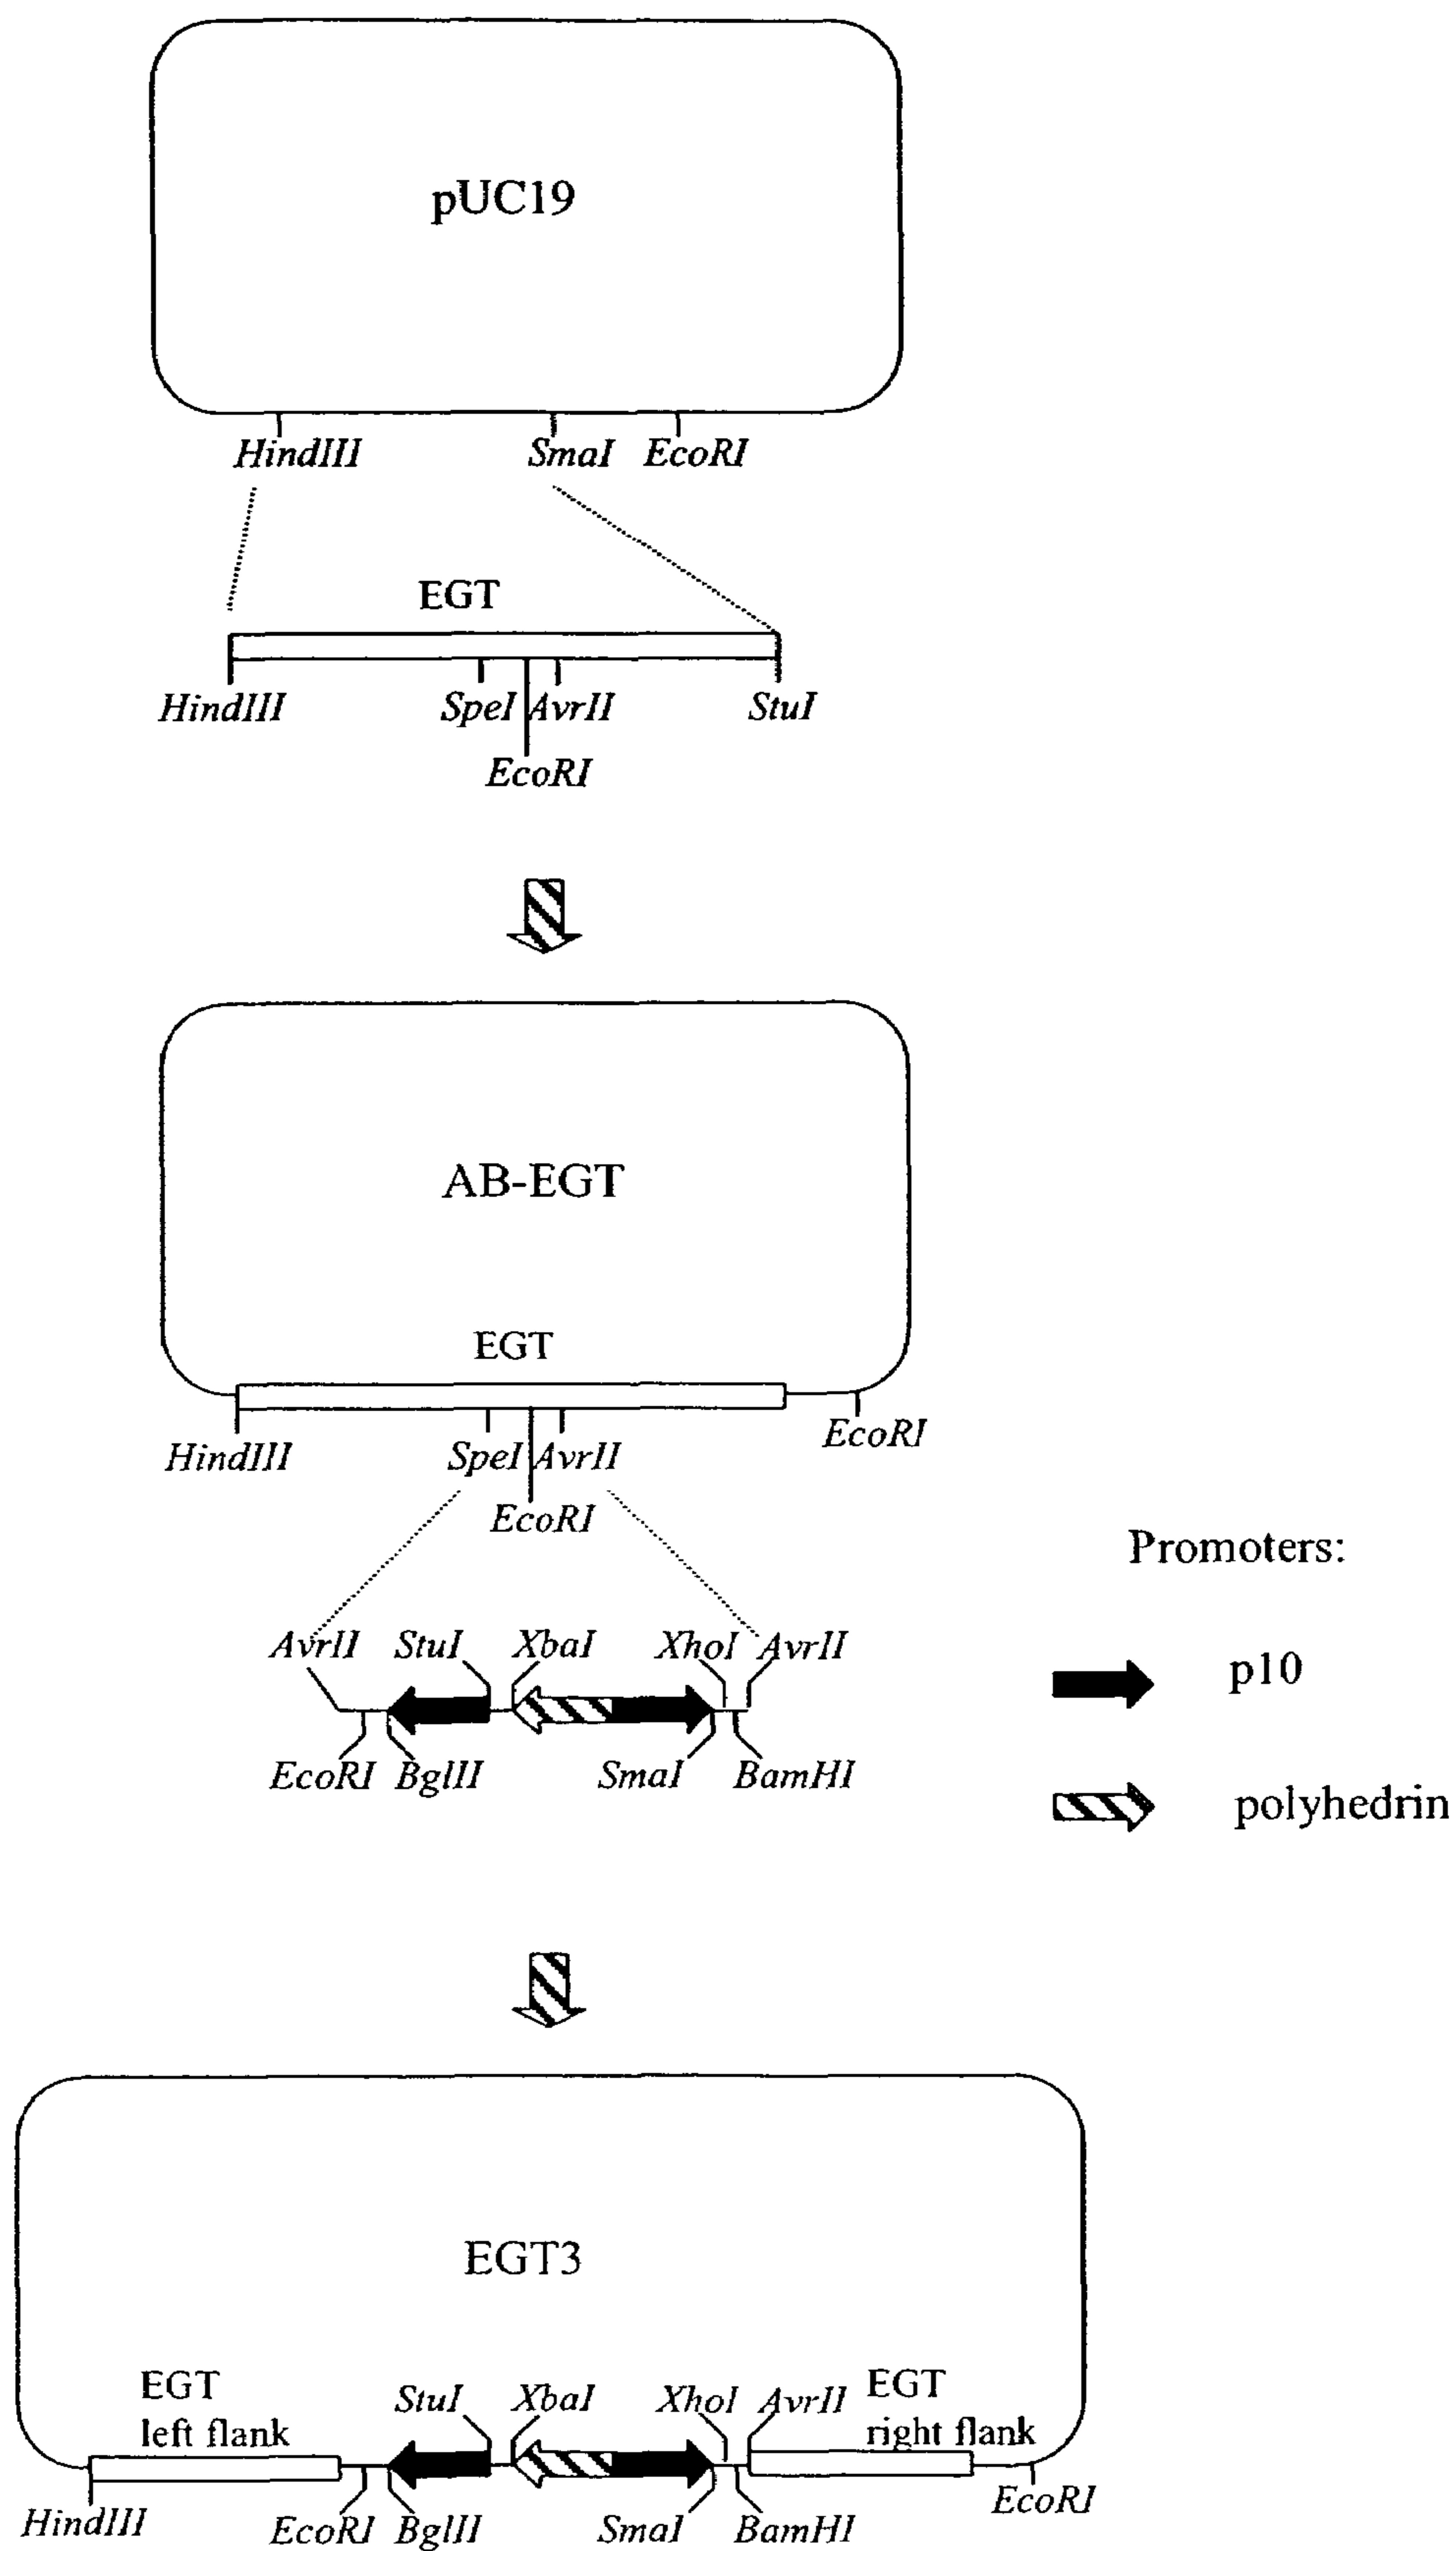 pUC19
HindIII SmaI EcoRI
EGT
HindIII SpeI AvrII StuI
EcoRI
AB-EGT
EGT
HindIII SpeI AvrII EcoRI
EcoRI
Promoters:
AvrII StuI XbaI XhoI AvrII
p10
EcoRI BglII SmaI BamHI
polyhedrin
EGT3
EGT
left flank
StuI XbaI XhoI AvrII
EGT
right flank
HindIII EcoRI BglII SmaI BamHI EcoRI